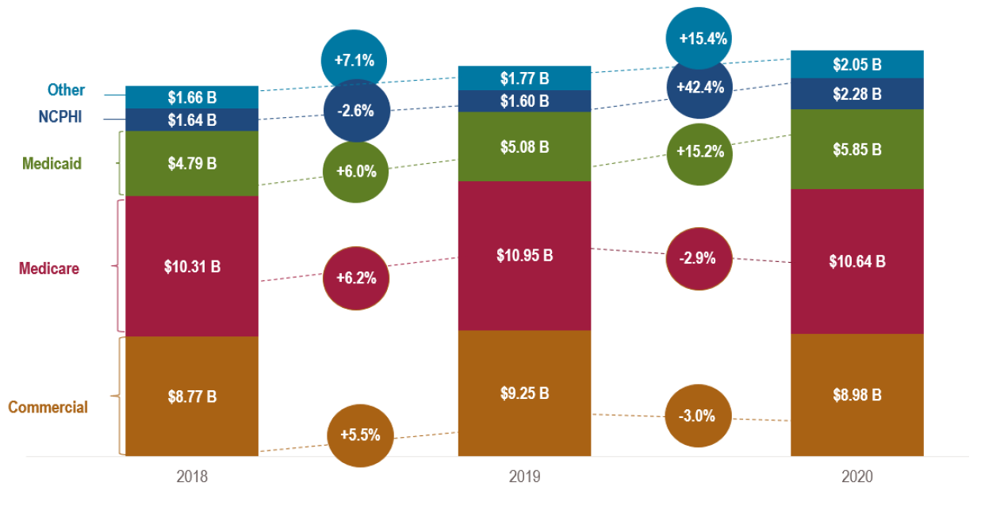 +15.4%
+7.1%
Other
$1.66 B
$1.77 B
$2.05 B
NCPHI
$1.64 B
-2.6%
$1.60 B
+42.4%
$2.28 B
Medicaid
$4.79 B
+6.0%
$5.08 B
+15.2%
$5.85 B
Medicare
$10.31 B
+6.2%
$10.95 B
-2.9%
$10.64 B
Commercial
$8.77 B
+5.5%
$9.25 B
-3.0%
$8.98 B
2018
2019
2020